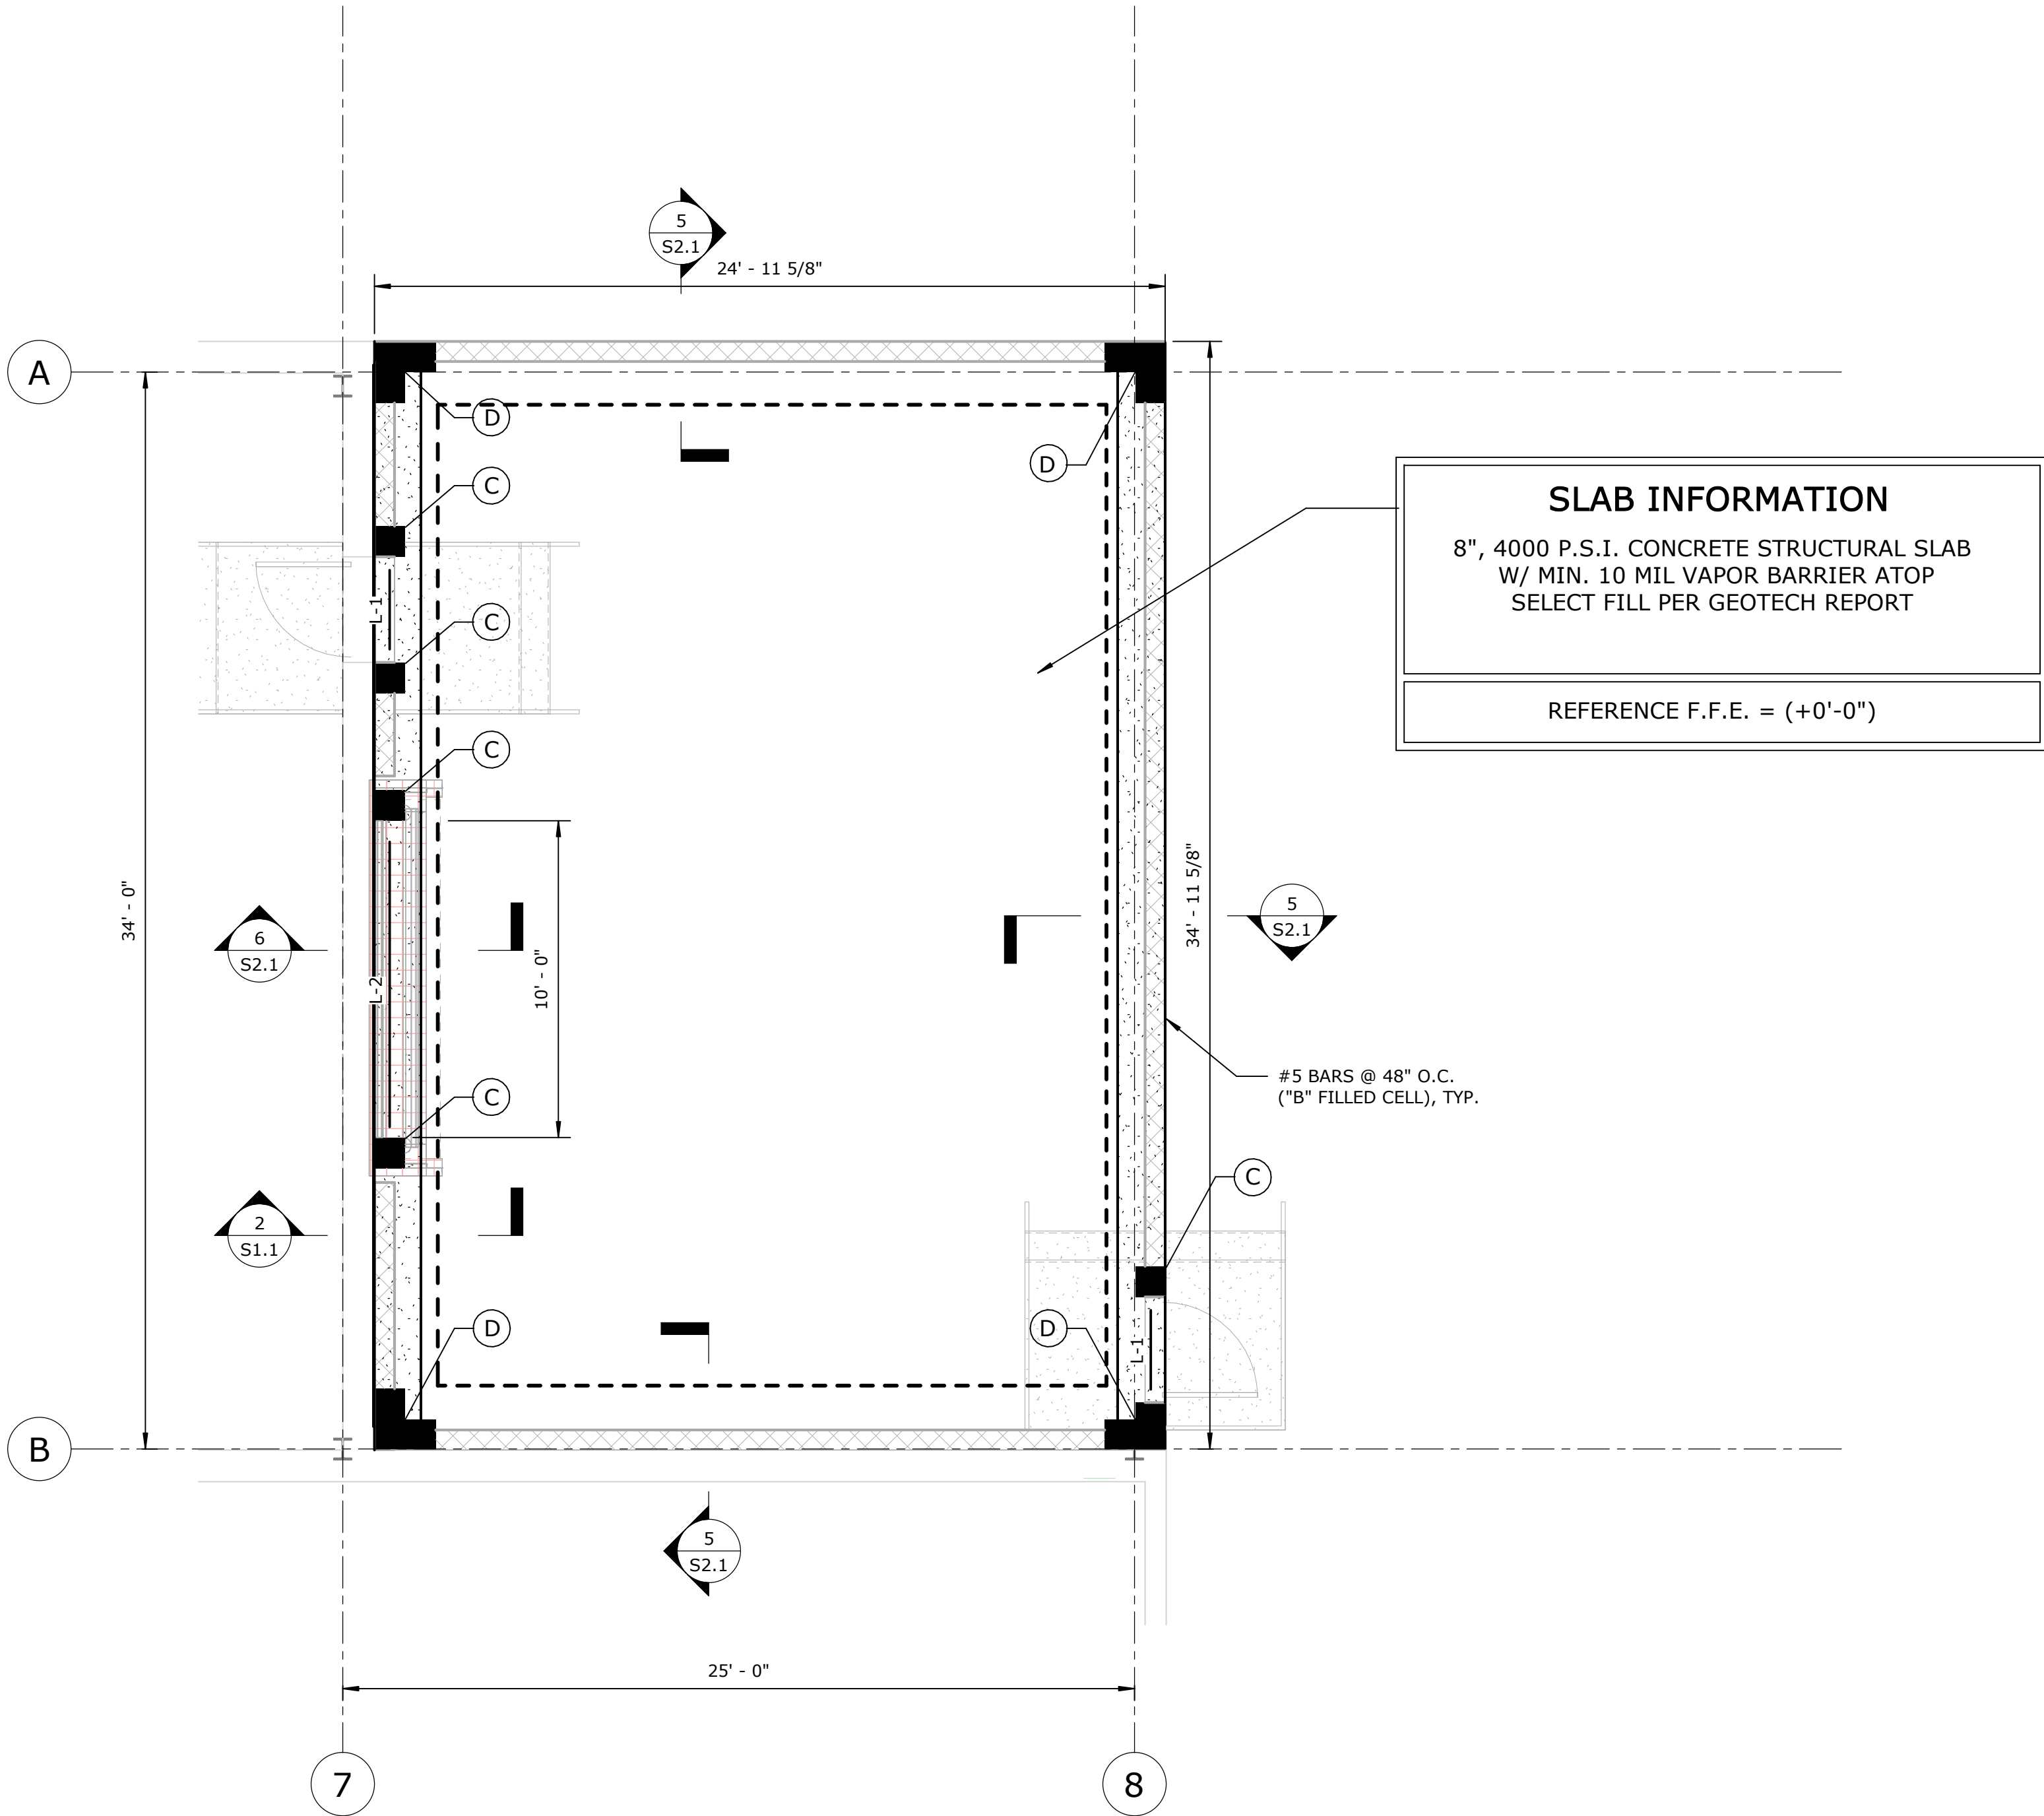 5
S2.1
24' - 11 5/8"
A
D
C
D
SLAB INFORMATION
8", 4000 P.S.I. CONCRETE STRUCTURAL SLAB
W/ MIN. 10 MIL VAPOR BARRIER ATOP
SELECT FILL PER GEOTECH REPORT
REFERENCE F.F.E. = (+0'-0")
L-1
C
C
34' - 0"
6
S2.1
L-2
10' - 0"
34' - 11 5/8"
5
S2.1
#5 BARS @ 48" O.C.
("B" FILLED CELL), TYP.
C
C
2
S1.1
D
D
L-1
B
5
S2.1
25' - 0"
7
8